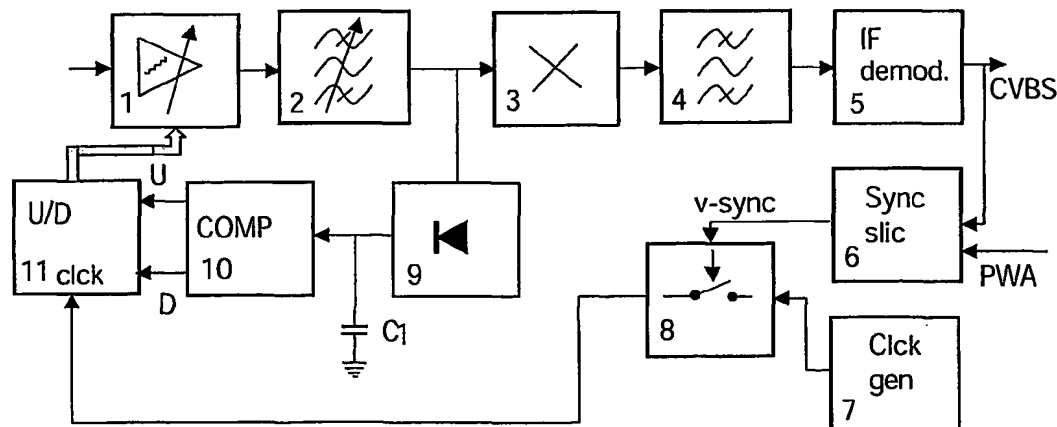 1
2
3
4
IF
demod.
5
CVBS
U
U/D
11 clck
D
COMP
10
9
C1
v-sync
8
Sync
slic
6
PWA
Clck
gen
7